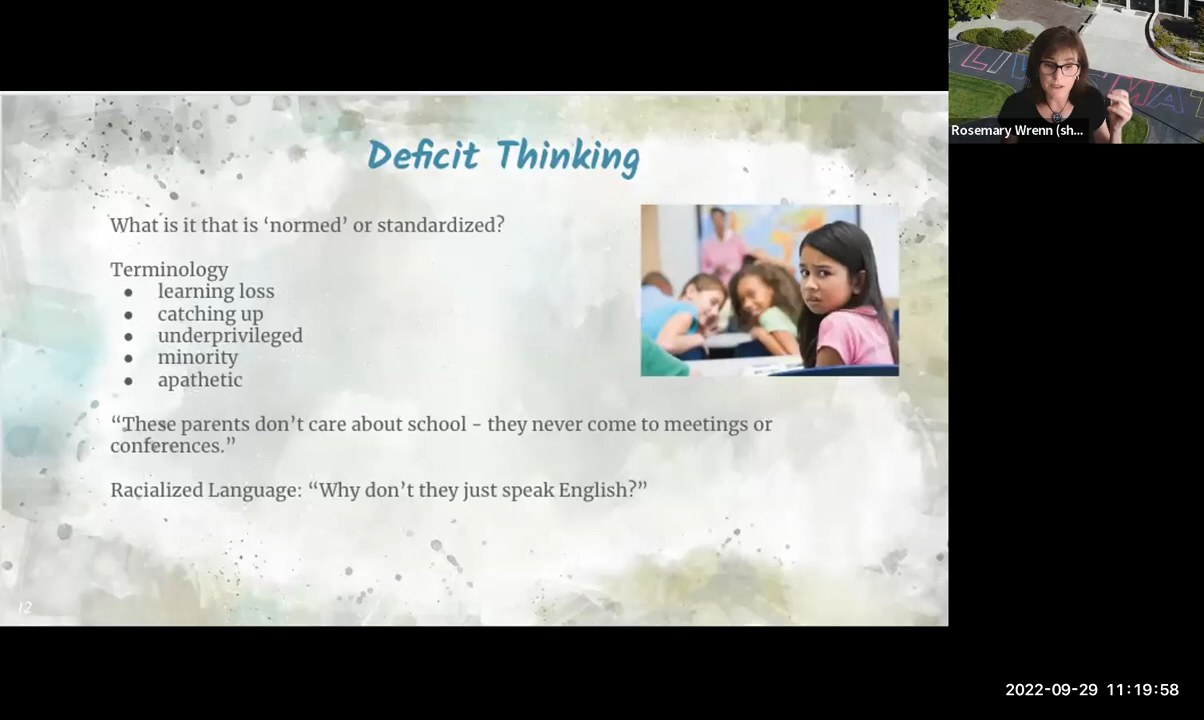 Deficit Thinking
What is it that is ‘normed’ or standardized?
Terminology
● learning loss
● catching up
● underprivileged
● minority
● apathetic
“These parents don’t care about school - they never come to meetings or
conferences.”
Racialized Language: “Why don’t they just speak English?”
12
Rosemary Wrenn (sh...
2022-09-29 11:19:58